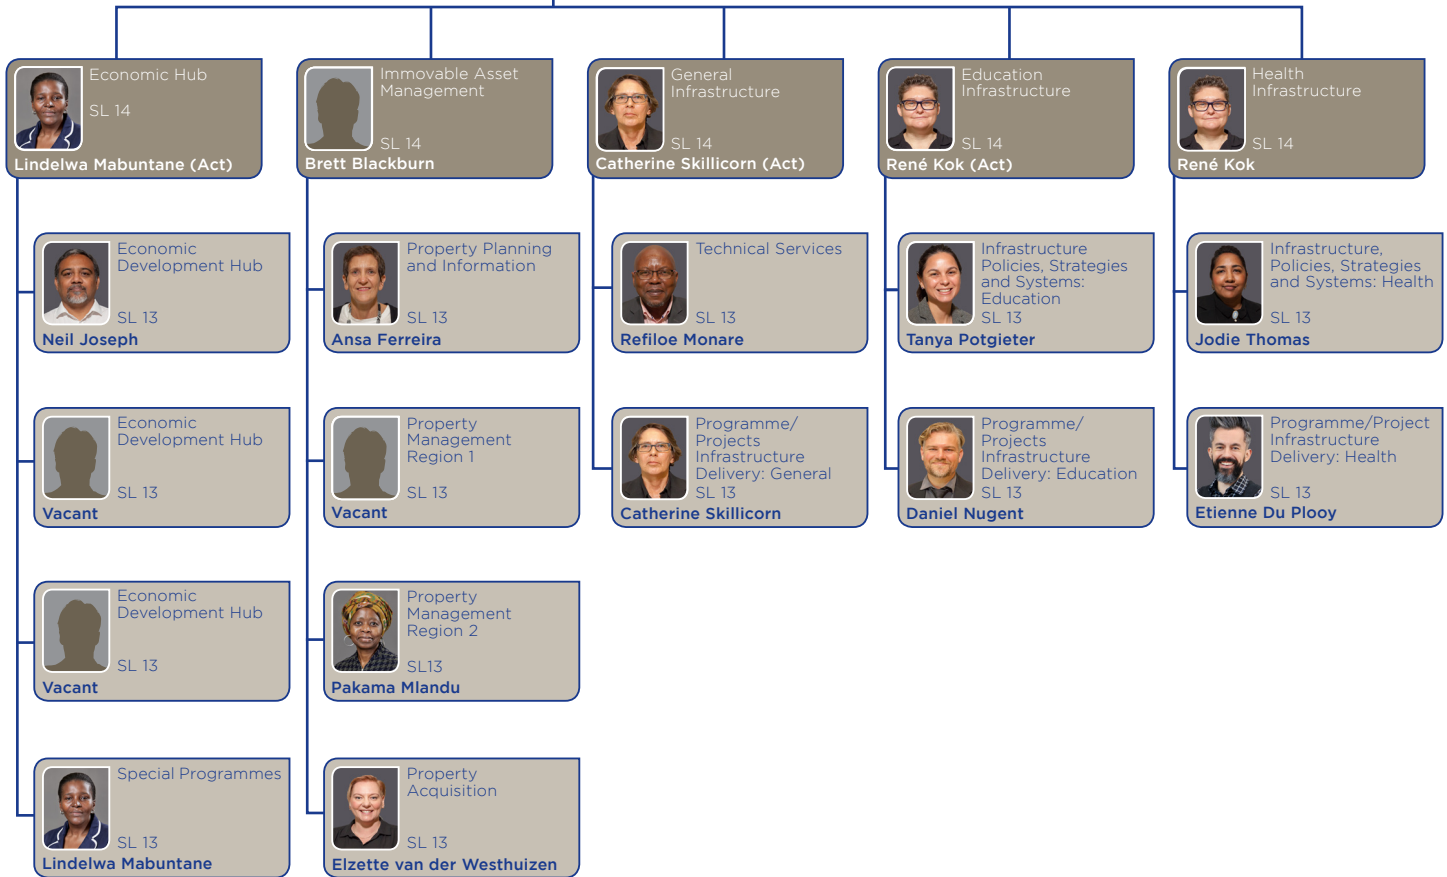 Economic Hub
SL 14
Lindelwa Mabuntane (Act)
Immovable Asset
Management
SL 14
Brett Blackburn
General
Infrastructure
SL 14
Catherine Skillicorn (Act)
Education
Infrastructure
SL 14
René Kok (Act)
Health
Infrastructure
SL 14
René Kok
Economic
Development Hub
SL 13
Neil Joseph
Property Planning
and Information
SL 13
Ansa Ferreira
Technical Services
SL 13
Refiloe Monare
Infrastructure
Policies, Strategies
and Systems:
Education
SL 13
Tanya Potgieter
Infrastructure,
Policies, Strategies
and Systems: Health
SL 13
Jodie Thomas
Economic
Development Hub
SL 13
Vacant
Property
Management
Region 1
SL 13
Vacant
Programme/
Projects
Infrastructure
Delivery: General
SL 13
Catherine Skillicorn
Programme/
Projects
Infrastructure
Delivery: Education
SL 13
Daniel Nugent
Programme/Project
Infrastructure
Delivery: Health
SL 13
Etienne Du Plooy
Economic
Development Hub
SL 13
Vacant
Property
Management
Region 2
SL13
Pakama Mlandu
Special Programmes
SL 13
Lindelwa Mabuntane
Property
Acquisition
SL 13
Elzette van der Westhuizen